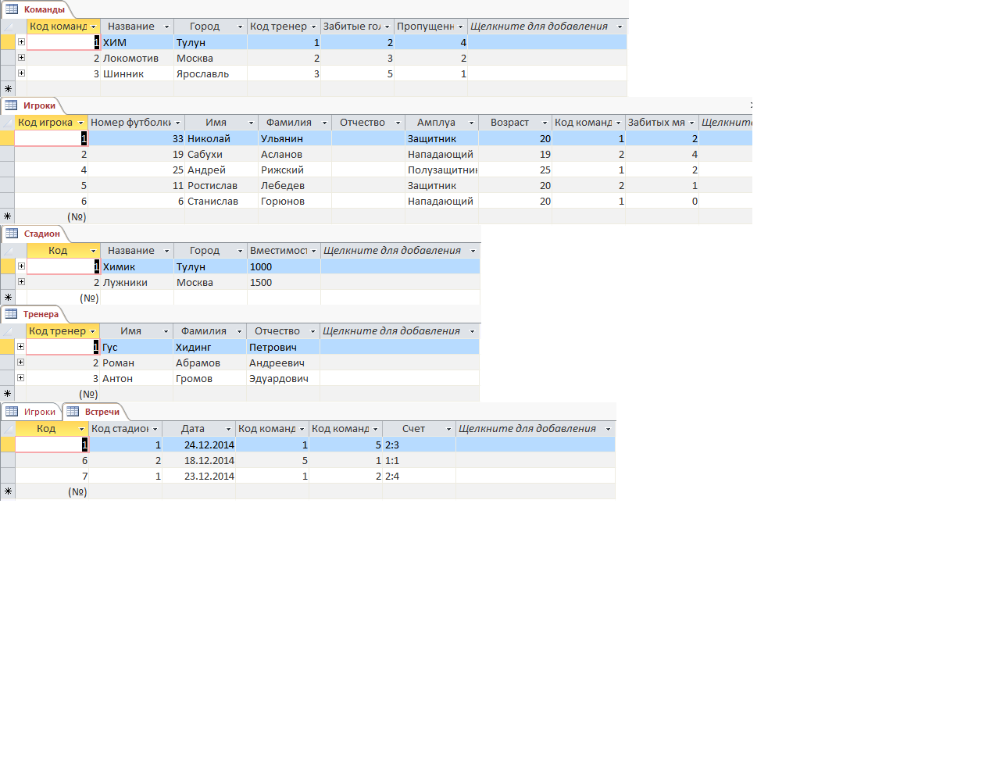 Команды
Код команд Название Город Код тренер Забитые гол Пропущенн Щелкните для добавления
1 ХИМ Тулун 1 2 4
2 Локомотив Москва 2 3 2
3 Шинник Ярославль 3 5 1
Игроки
Код игрока Номер футболки Имя Фамилия Отчество Амплуа Возраст Код команд Забитых мя Щелкните
1 33 Николай Ульянин Защитник 20 1 2
2 19 Сабухи Асланов Нападающий 19 2 4
4 25 Андрей Рижский Полузащитник 25 1 2
5 11 Ростислав Лебедев Защитник 20 2 1
6 6 Станислав Горюнов Нападающий 20 1 0
(№)
Стадион
Код Название Город Вместимост Щелкните для добавления
1 Химик Тулун 1000
2 Лужники Москва 1500
(№)
Тренера
Код тренер Имя Фамилия Отчество Щелкните для добавления
1 Гус Хидинг Петрович
2 Роман Абрамов Андреевич
3 Антон Громов Эдуардович
(№)
Игроки Встречи
Код Код стадион Дата Код команд Код команд Счет Щелкните для добавления
1 1 24.12.2014 1 5 2:3
6 2 18.12.2014 5 1 1:1
7 1 23.12.2014 1 2 2:4
(№)